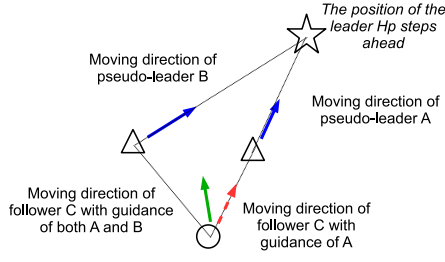 The position of the
leader Hp steps
ahead
Moving direction of
pseudo-leader B
Moving direction of
pseudo-leader A
Moving direction of
follower C with guidance
of both A and B
Moving direction of
follower C with
guidance of A